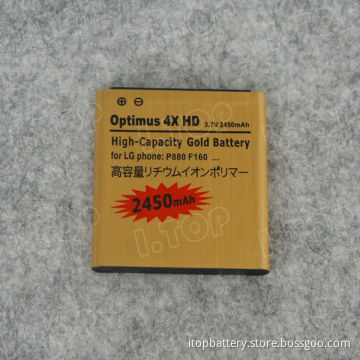 Optimus 4X HD 3.7V 2450mAh
High-Capacity Gold Battery
for LG phone: P880 F160 ...
高容量リチウムイオンポリマー
2450mAh
I.TOP
itopbattery.store.bossgoo.com